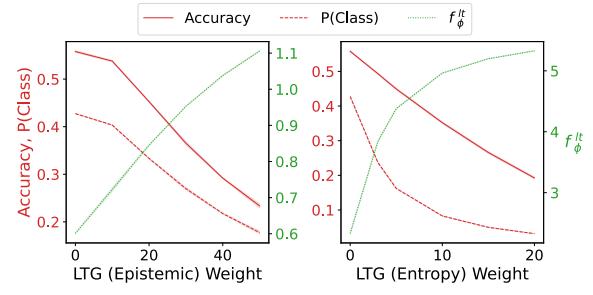 Accuracy P(Class) f_ϕ^{lt}
Accuracy, P(Class)
0.5
0.4
0.3
0.2
1.1
1.0
0.9
0.8
0.7
0.6
0 20 40
LTG (Epistemic) Weight
0.5
0.4
0.3
0.2
0.1
5
4
3
f_ϕ^{lt}
0 10 20
LTG (Entropy) Weight